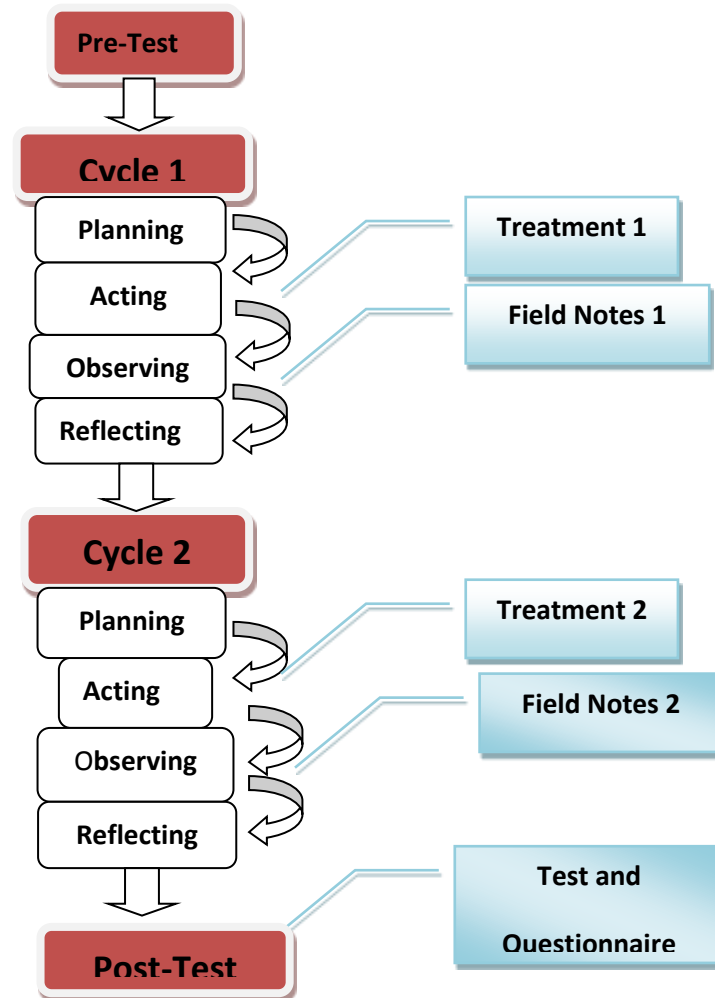 Pre-Test
Cycle 1
Planning
Treatment 1
Acting
Field Notes 1
Observing
Reflecting
Cycle 2
Planning
Treatment 2
Acting
Field Notes 2
Observing
Reflecting
Test and
Questionnaire
Post-Test